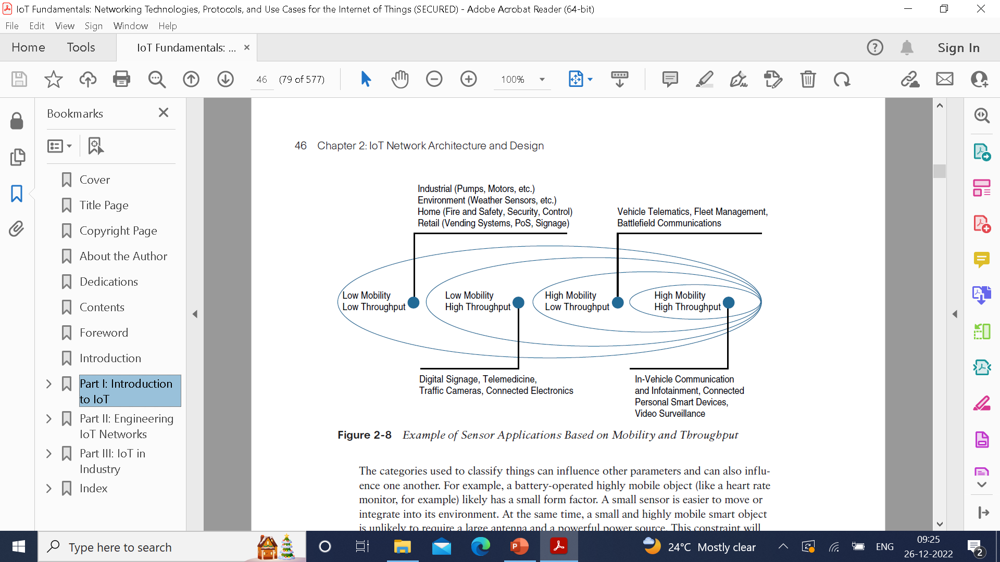 IoT Fundamentals: Networking Technologies, Protocols, and Use Cases for the Internet of Things (SECURED) - Adobe Acrobat Reader (64-bit)
File Edit View Sign Window Help
Home Tools IoT Fundamentals: ... Sign In
46 (79 of 577) 100%
Bookmarks
Cover
Title Page
Copyright Page
About the Author
Dedications
Contents
Foreword
Introduction
Part I: Introduction
to IoT
Part II: Engineering
IoT Networks
Part III: IoT in
Industry
Index
46 Chapter 2: IoT Network Architecture and Design
Industrial (Pumps, Motors, etc.)
Environment (Weather Sensors, etc.)
Home (Fire and Safety, Security, Control)
Retail (Vending Systems, PoS, Signage)
Vehicle Telematics, Fleet Management,
Battlefield Communications
Low Mobility
Low Throughput
Low Mobility
High Throughput
High Mobility
Low Throughput
High Mobility
High Throughput
Digital Signage, Telemedicine,
Traffic Cameras, Connected Electronics
In-Vehicle Communication
and Infotainment, Connected
Personal Smart Devices,
Video Surveillance
Figure 2-8 Example of Sensor Applications Based on Mobility and Throughput
The categories used to classify things can influence other parameters and can also influ-
ence one another. For example, a battery-operated highly mobile object (like a heart rate
monitor, for example) likely has a small form factor. A small sensor is easier to move or
integrate into its environment. At the same time, a small and highly mobile smart object
is unlikely to require a large antenna and a powerful power source. This constraint will
Type here to search
24°C Mostly clear
ENG
09:25
26-12-2022
2